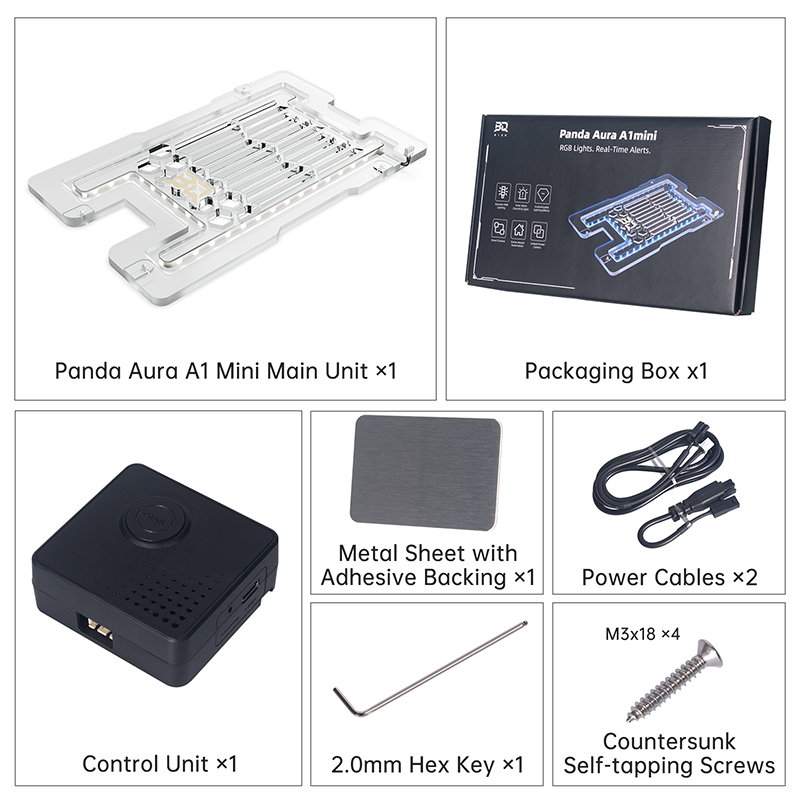 Panda Aura A1 Mini Main Unit ×1
BQ
Panda Aura A1mini
RGB Lights. Real-Time Alerts.
Packaging Box x1
Control Unit ×1
Metal Sheet with
Adhesive Backing ×1
Power Cables ×2
2.0mm Hex Key ×1
M3x18 ×4
Countersunk
Self-tapping Screws